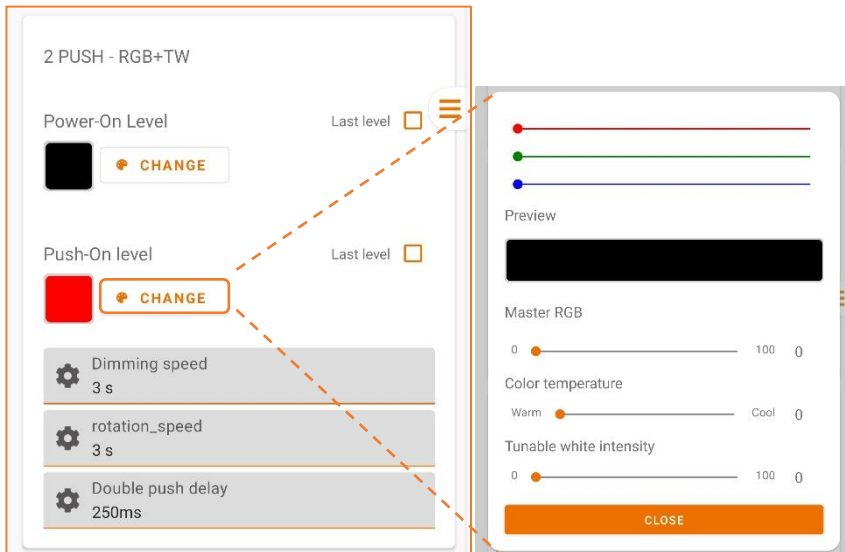 2 PUSH - RGB+TW
Power-On Level
Last level
CHANGE
Push-On level
Last level
CHANGE
Dimming speed
3 s
rotation_speed
3 s
Double push delay
250ms
Preview
Master RGB
0 100 0
Color temperature
Warm Cool 0
Tunable white intensity
0 100 0
CLOSE